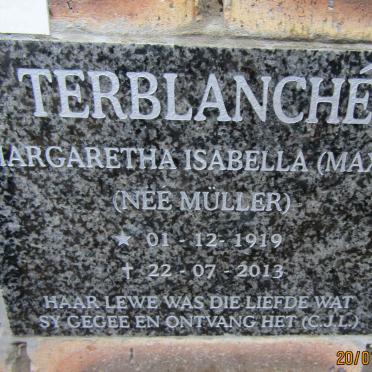 TERBLANCHÉ
MARGARETHA ISABELLA (MAX
(NÉE MÜLLER)
★ 01 - 12 - 1919
✝ 22 - 07 - 2013
HAAR LEWE WAS DIE LIEFDE WAT
SY GEGEE EN ONTVANG HET (C.J.L.)
20/0